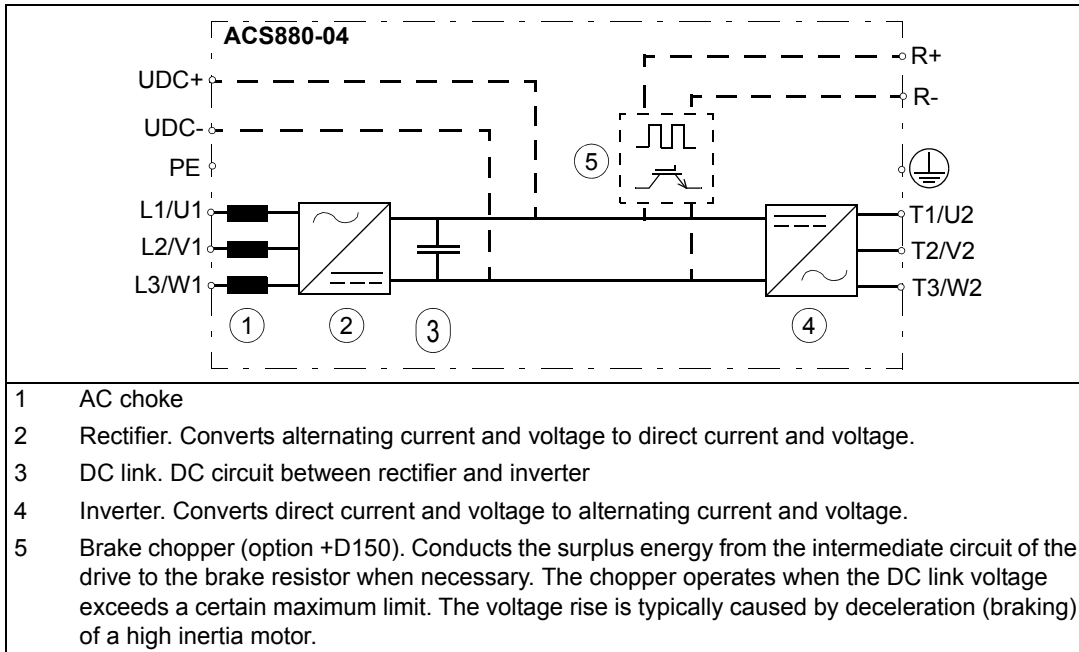 ACS880-04
R+
UDC+
R-
UDC-
5
PE
L1/U1
T1/U2
L2/V1
T2/V2
L3/W1
T3/W2
1
2
3
4
1 AC choke
2 Rectifier. Converts alternating current and voltage to direct current and voltage.
3 DC link. DC circuit between rectifier and inverter
4 Inverter. Converts direct current and voltage to alternating current and voltage.
5 Brake chopper (option +D150). Conducts the surplus energy from the intermediate circuit of the
drive to the brake resistor when necessary. The chopper operates when the DC link voltage
exceeds a certain maximum limit. The voltage rise is typically caused by deceleration (braking)
of a high inertia motor.